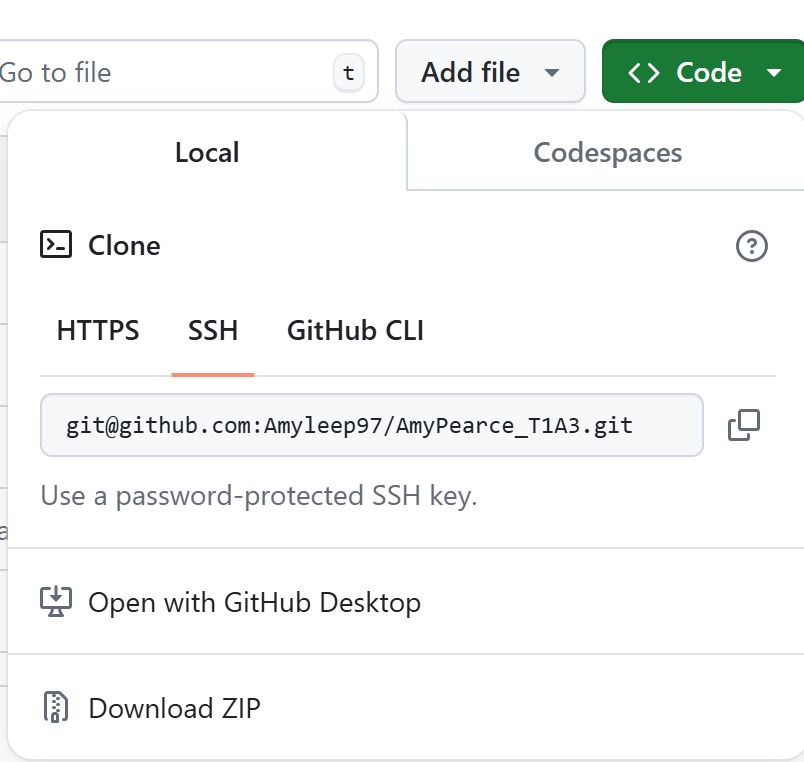 Go to file
t
Add file
Code
Local
Codespaces
Clone
HTTPS
SSH
GitHub CLI
git@github.com:Amyleep97/AmyPearce_T1A3.git
Use a password-protected SSH key.
Open with GitHub Desktop
Download ZIP